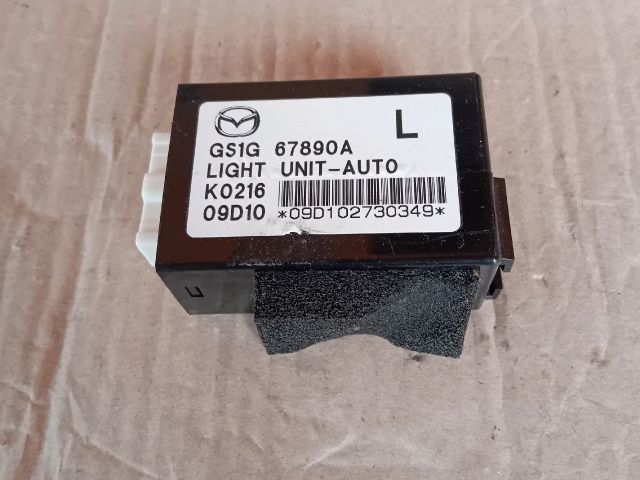 L
GS1G 67890A
LIGHT UNIT-AUTO
K0216
09D10 *09D102730349*